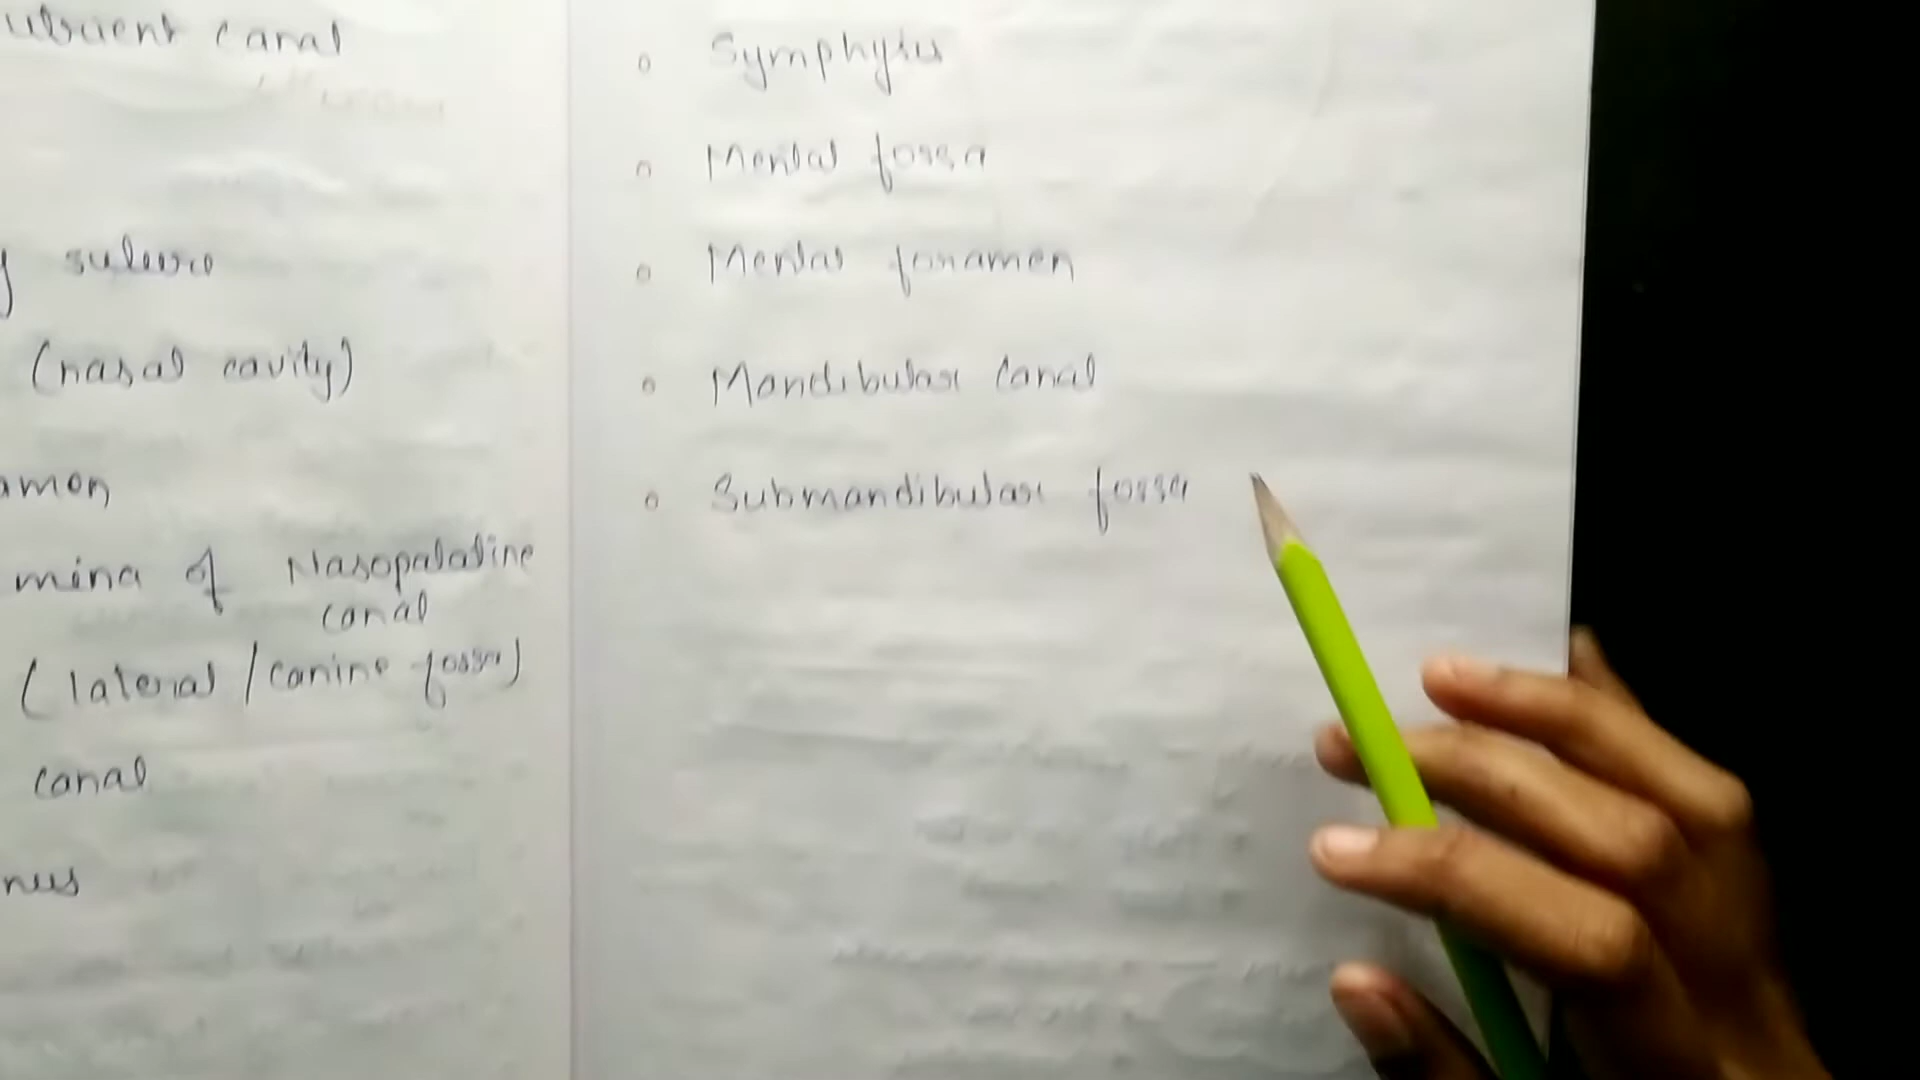 canal
suture
(nasal cavity)
amen
mina of Nasopalatine
canal
(lateral / canine fossa)
canal
nus
Symphysis
Mental fossa
Mental foramen
Mandibular Canal
Submandibular fossa